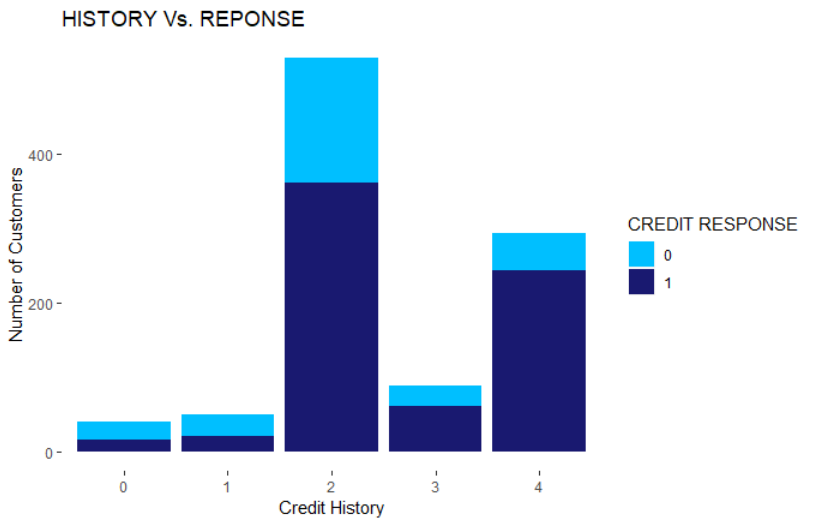 HISTORY Vs. REPONSE
Number of Customers
400
200
0
0 1 2 3 4
Credit History
CREDIT RESPONSE
0
1